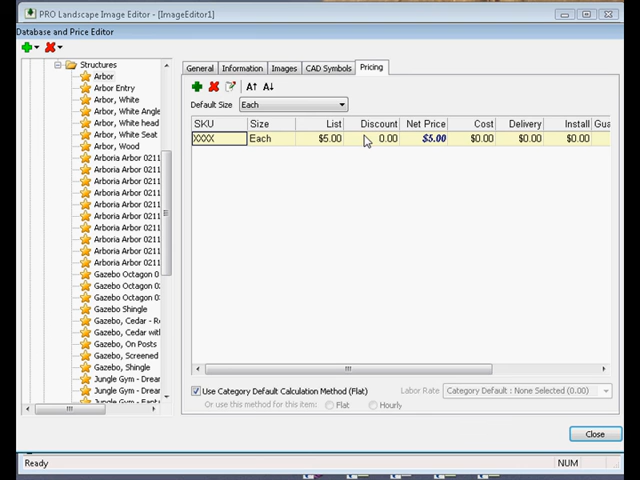 PRO Landscape Image Editor - [ImageEditor1]
Database and Price Editor
Structures
Arbor
Arbor Entry
Arbor, White
Arbor, White Angle
Arbor, White head
Arbor, White Seat
Arbor, Wood
Arboria Arbor 0211
Arboria Arbor 0211
Arboria Arbor 0211
Arboria Arbor 0211
Arboria Arbor 0211
Arboria Arbor 0211
Arboria Arbor 0211
Arboria Arbor 0211
Arboria Arbor 0211
Arboria Arbor 0211
Gazebo Octagon 0
Gazebo Octagon 0
Gazebo Octagon 0
Gazebo Shingle
Gazebo, Cedar - R
Gazebo, Cedar with
Gazebo, On Posts
Gazebo, Screened
Gazebo, Shingle
Jungle Gym - Drear
Jungle Gym - Drear
Jungle Gym - Fant
General Information Images CAD Symbols Pricing
Default Size Each
SKU Size List Discount Net Price Cost Delivery Install Gua
XXXX Each $5.00 0.00 $5.00 $0.00 $0.00 $0.00
Use Category Default Calculation Method (Flat) Labor Rate Category Default : None Selected (0.00)
Or use this method for this item: Flat Hourly
Close
Ready NUM